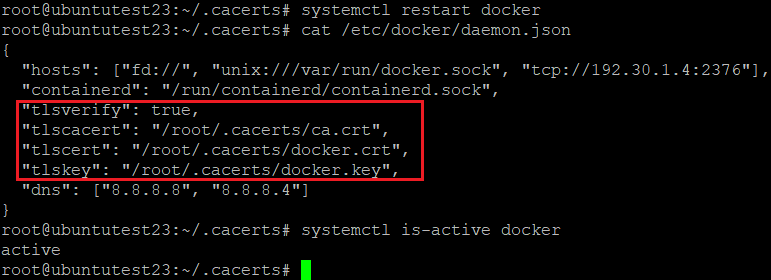 root@ubuntutest23:~/.cacerts# systemctl restart docker
root@ubuntutest23:~/.cacerts# cat /etc/docker/daemon.json
{
  "hosts": ["fd://", "unix:///var/run/docker.sock", "tcp://192.30.1.4:2376"],
  "containerd": "/run/containerd/containerd.sock",
  "tlsverify": true,
  "tlscacert": "/root/.cacerts/ca.crt",
  "tlscert": "/root/.cacerts/docker.crt",
  "tlskey": "/root/.cacerts/docker.key",
  "dns": ["8.8.8.8", "8.8.8.4"]
}
root@ubuntutest23:~/.cacerts# systemctl is-active docker
active
root@ubuntutest23:~/.cacerts#